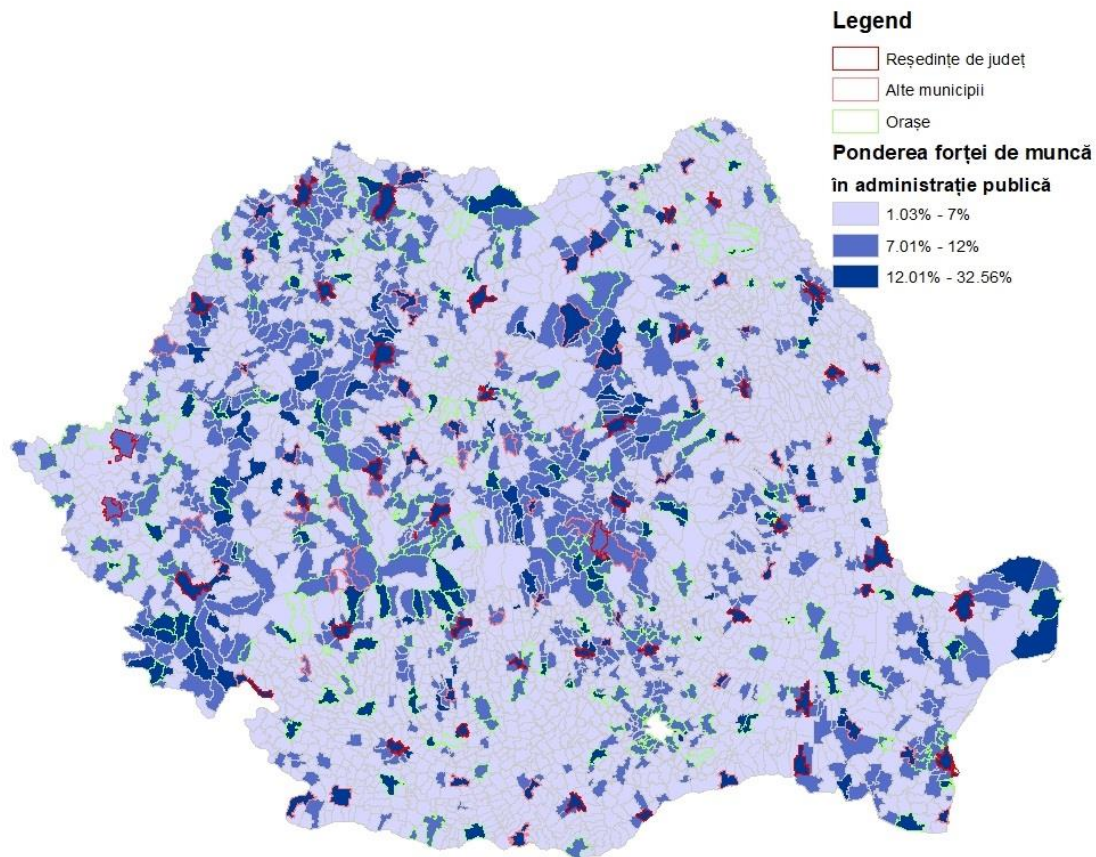 Legend
Reședințe de județ
Alte municipii
Orașe
Ponderea forței de muncă
în administrație publică
1.03% - 7%
7.01% - 12%
12.01% - 32.56%